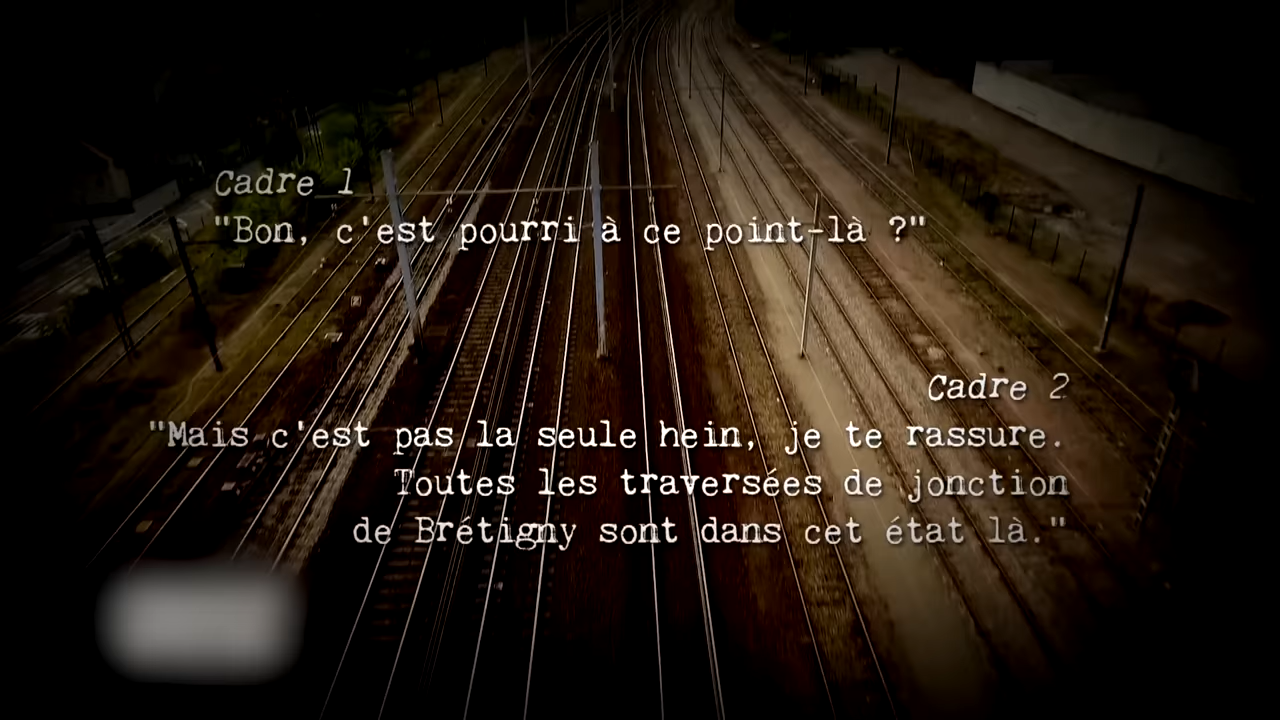 Cadre 1
"Bon, c'est pourri à ce point-là ?"
Cadre 2
"Mais c'est pas la seule hein, je te rassure.
Toutes les traversées de jonction
de Brétigny sont dans cet état là."